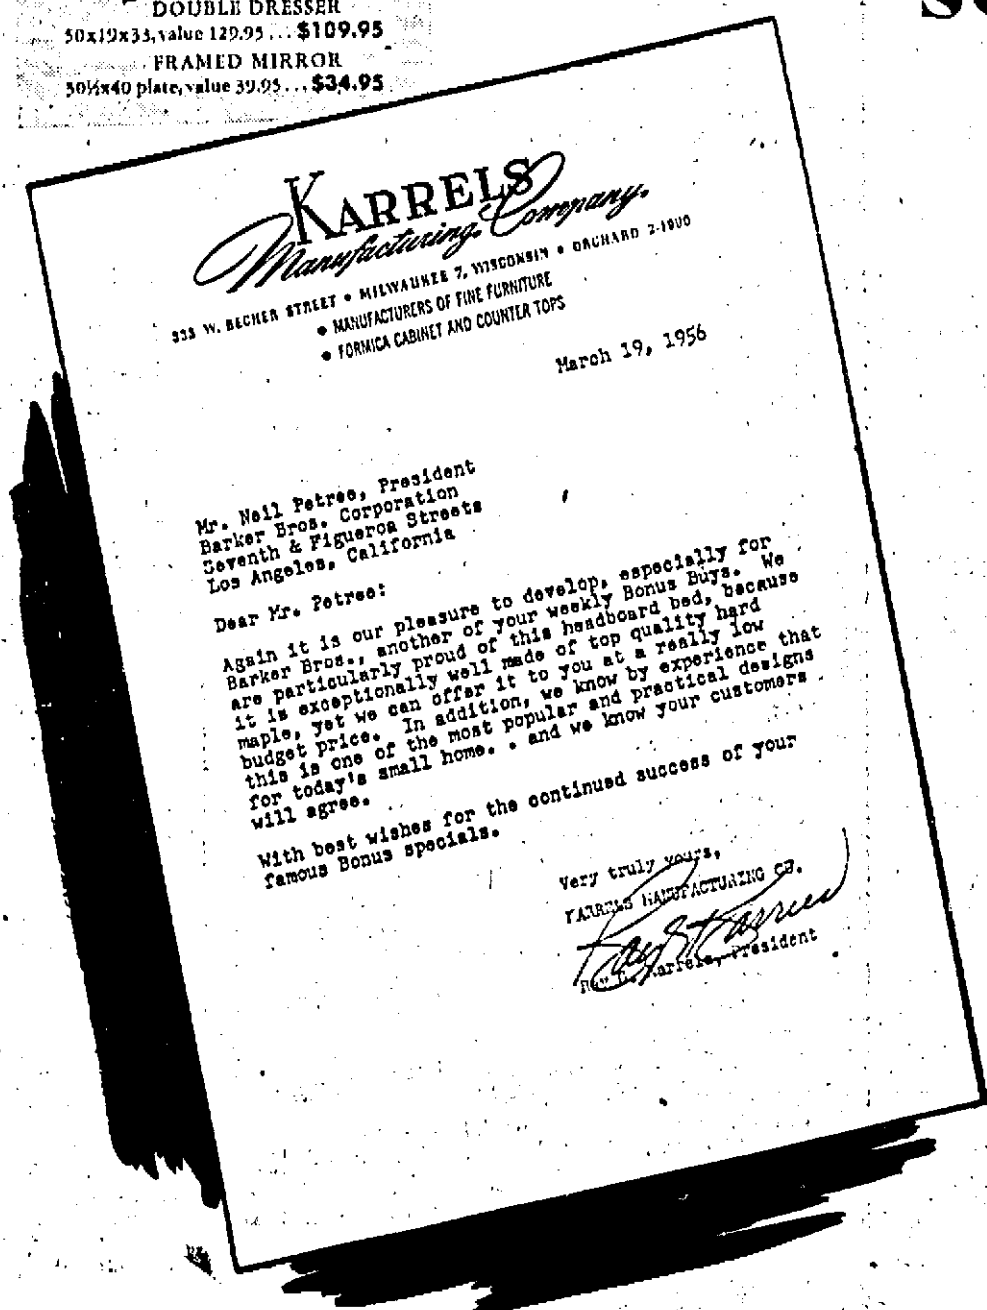 DOUBLE DRESSER
50x19x33, value 129.95 ... $109.95
FRAMED MIRROR
30½x40 plate, value 39.95 ... $34.95
KARRELS
Manufacturing Company.
333 W. BECHER STREET • MILWAUKEE 7, WISCONSIN • ORCHARD 2-1900
• MANUFACTURERS OF FINE FURNITURE
• FORMICA CABINET AND COUNTER TOPS
March 19, 1956
Mr. Neil Petree, President
Barker Bros. Corporation
Seventh & Figueroa Streets
Los Angeles, California
Dear Mr. Petree:
Again it is our pleasure to develop, especially for
Barker Bros., another of your weekly Bonus Buys. We
are particularly proud of this headboard bed, because
it is exceptionally well made of top quality hard
maple, yet we can offer it to you at a really low
budget price. In addition, we know by experience that
this is one of the most popular and practical designs
for today's small home. . and we know your customers
will agree.
With best wishes for the continued success of your
famous Bonus specials.
Very truly yours,
KARRELS MANUFACTURING CO.
Karrels, President